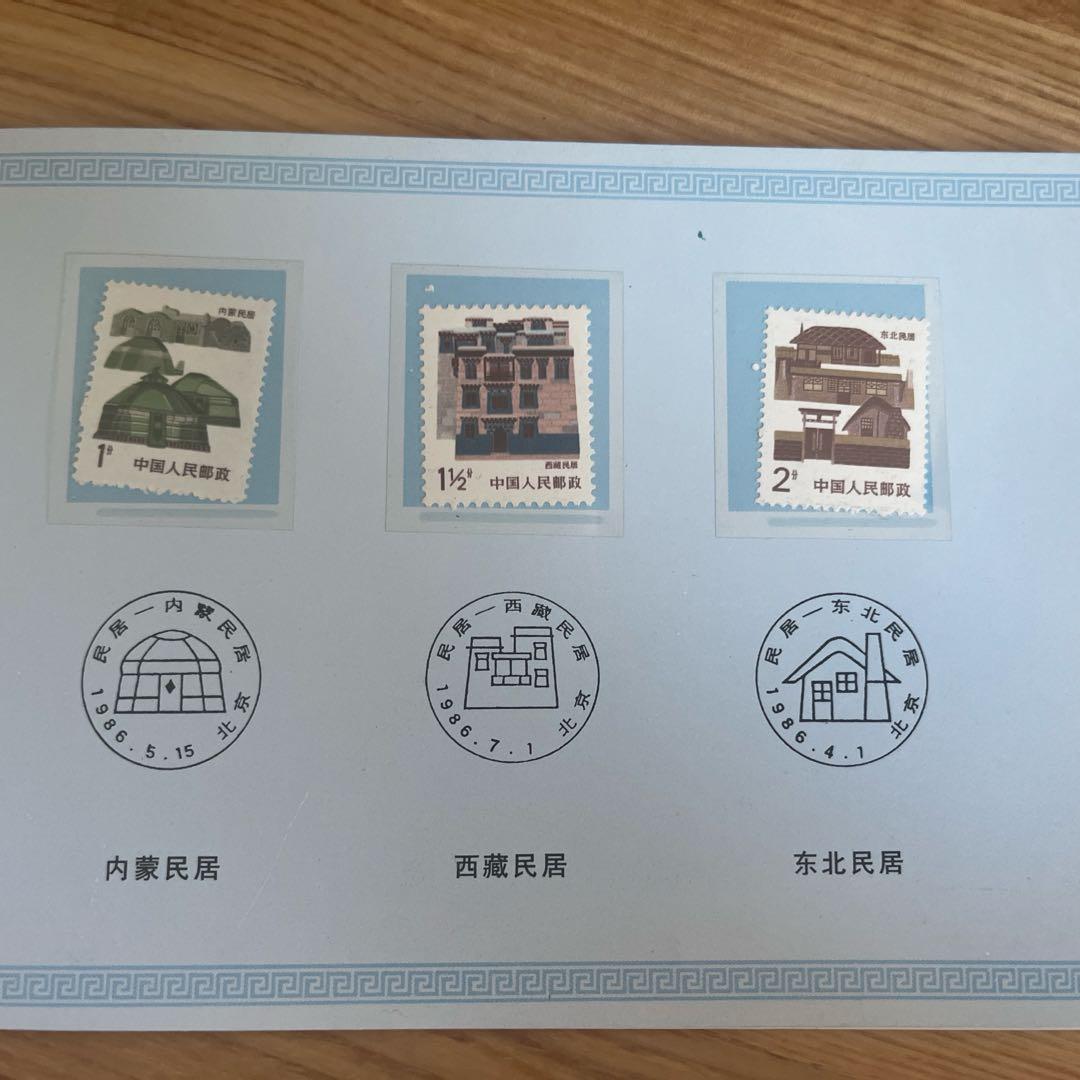 内蒙民居
1分
中国人民邮政
西藏民居
1½分
中国人民邮政
东北民居
2分
中国人民邮政
民居—内蒙民居
1986.5.15 北京
民居—西藏民居
1986.7.1 北京
民居—东北民居
1986.4.1 北京
内蒙民居
西藏民居
东北民居